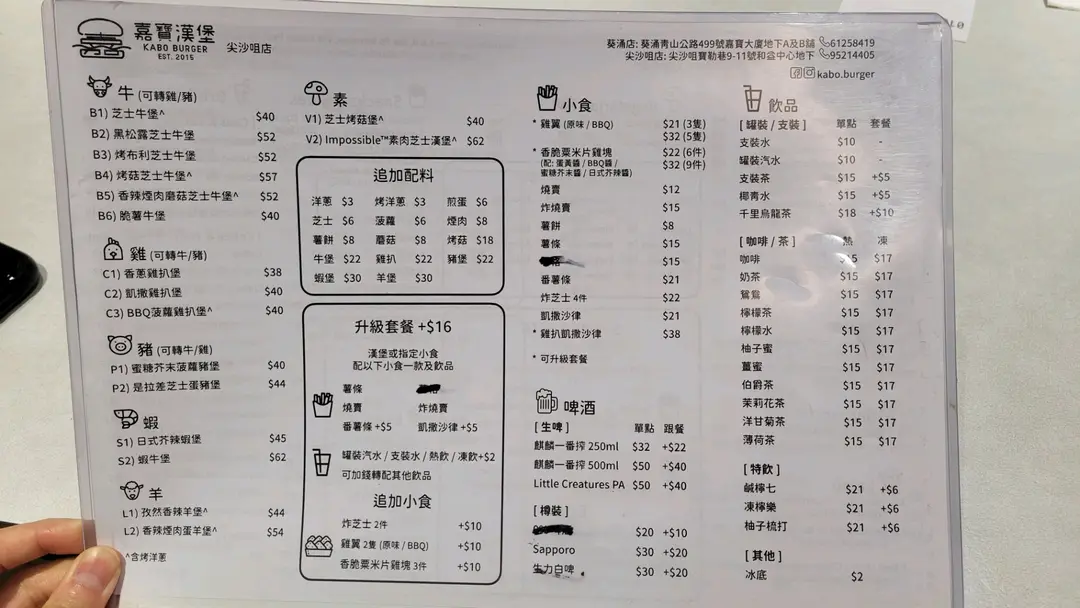 嘉寶漢堡
KABO BURGER
EST. 2015
尖沙咀店
葵涌店: 葵涌青山公路499號嘉寶大廈地下A及B舖 61258419
尖沙咀店: 尖沙咀寶勒巷9-11號和益中心地下 95214405
kabo.burger
牛 (可轉雞/豬)
B1) 芝士牛堡^ $40
B2) 黑松露芝士牛堡 $52
B3) 烤布利芝士牛堡 $52
B4) 烤菇芝士牛堡^ $57
B5) 香辣煙肉磨菇芝士牛堡^ $52
B6) 脆薯牛堡 $40
雞 (可轉牛/豬)
C1) 香蔥雞扒堡 $38
C2) 凱撒雞扒堡 $40
C3) BBQ菠蘿雞扒堡^ $40
豬 (可轉牛/雞)
P1) 蜜糖芥末菠蘿豬堡 $40
P2) 是拉差芝士蛋豬堡 $44
蝦
S1) 日式芥辣蝦堡 $45
S2) 蝦牛堡 $62
羊
L1) 孜然香辣羊堡^ $44
L2) 香辣煙肉蛋羊堡^ $54
^含烤洋蔥
素
V1) 芝士烤菇堡^ $40
V2) Impossible™素肉芝士漢堡^ $62
追加配料
洋蔥 $3 烤洋蔥 $3 煎蛋 $6
芝士 $6 菠蘿 $6 煙肉 $8
薯餅 $8 蘑菇 $8 烤菇 $18
牛堡 $22 雞扒 $22 豬堡 $22
蝦堡 $30 羊堡 $30
升級套餐 +$16
漢堡或指定小食
配以下小食一款及飲品
薯條
燒賣 炸燒賣
番薯條 +$5 凱撒沙律 +$5
罐裝汽水 / 支裝水 / 熱飲 / 凍飲+$2
可加錢轉配其他飲品
追加小食
炸芝士 2件 +$10
雞翼 2隻 (原味 / BBQ) +$10
香脆粟米片雞塊 3件 +$10
小食
* 雞翼 (原味 / BBQ) $21 (3隻)
$32 (5隻)
* 香脆粟米片雞塊 $22 (6件)
(配: 蛋黃醬 / BBQ醬 / $32 (9件)
蜜糖芥末醬 / 日式芥辣醬)
燒賣 $12
炸燒賣 $15
薯餅 $8
薯條 $15
$15
番薯條 $21
炸芝士 4件 $22
凱撒沙律 $21
* 雞扒凱撒沙律 $38
* 可升級套餐
啤酒
[ 生啤 ] 單點 跟餐
麒麟一番搾 250ml $32 +$22
麒麟一番搾 500ml $50 +$40
Little Creatures PA $50 +$40
[ 樽裝 ]
$20 +$10
Sapporo $30 +$20
生力白啤 $30 +$20
飲品
[ 罐裝 / 支裝 ] 單點 套餐
支裝水 $10 -
罐裝汽水 $10 -
支裝茶 $15 +$5
椰青水 $15 +$5
千里烏龍茶 $18 +$10
[ 咖啡 / 茶 ] 熱 凍
咖啡 $15 $17
奶茶 $15 $17
鴛鴦 $15 $17
檸檬茶 $15 $17
檸檬水 $15 $17
柚子蜜 $15 $17
薑蜜 $15 $17
伯爵茶 $15 $17
茉莉花茶 $15 $17
洋甘菊茶 $15 $17
薄荷茶 $15 $17
[ 特飲 ]
鹹檸七 $21 +$6
凍檸樂 $21 +$6
柚子梳打 $21 +$6
[ 其他 ]
冰底 $2